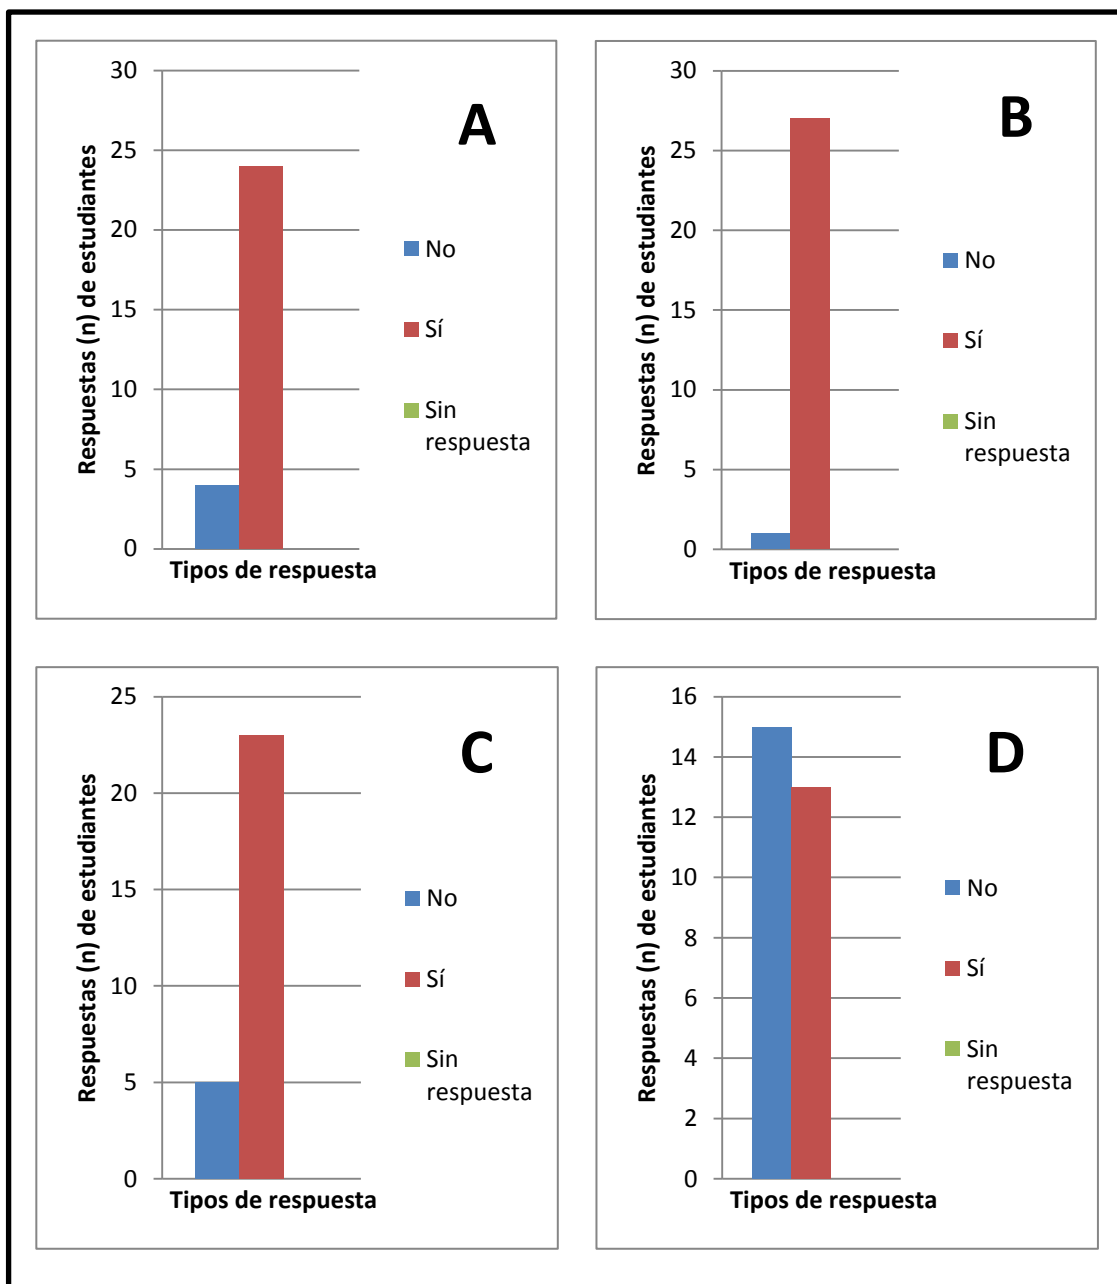 A
Respuestas (n) de estudiantes
30
25
20
15
10
5
0
Tipos de respuesta
No
Sí
Sin
respuesta
B
Respuestas (n) de estudiantes
30
25
20
15
10
5
0
Tipos de respuesta
No
Sí
Sin
respuesta
C
Respuestas (n) de estudiantes
25
20
15
10
5
0
Tipos de respuesta
No
Sí
Sin
respuesta
D
Respuestas (n) de estudiantes
16
14
12
10
8
6
4
2
0
Tipos de respuesta
No
Sí
Sin
respuesta